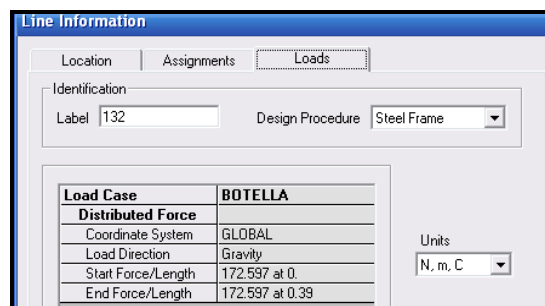 Line Information
Location Assignments Loads
Identification
Label 132 Design Procedure Steel Frame
Load Case BOTELLA
Distributed Force
Coordinate System GLOBAL
Units
Load Direction Gravity
N, m, C
Start Force/Length 172.597 at 0.
End Force/Length 172.597 at 0.39